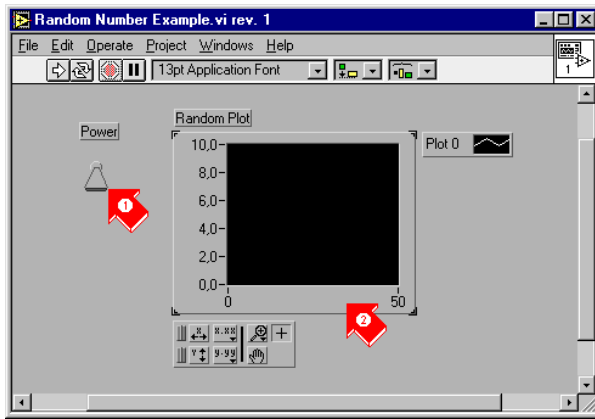 Random Number Example.vi rev. 1
File Edit Operate Project Windows Help
13pt Application Font
1
Power
Random Plot
Plot 0
10,0
8,0
6,0
4,0
2,0
0,0
0 50
1
2
X X.XX
Y Y.YY